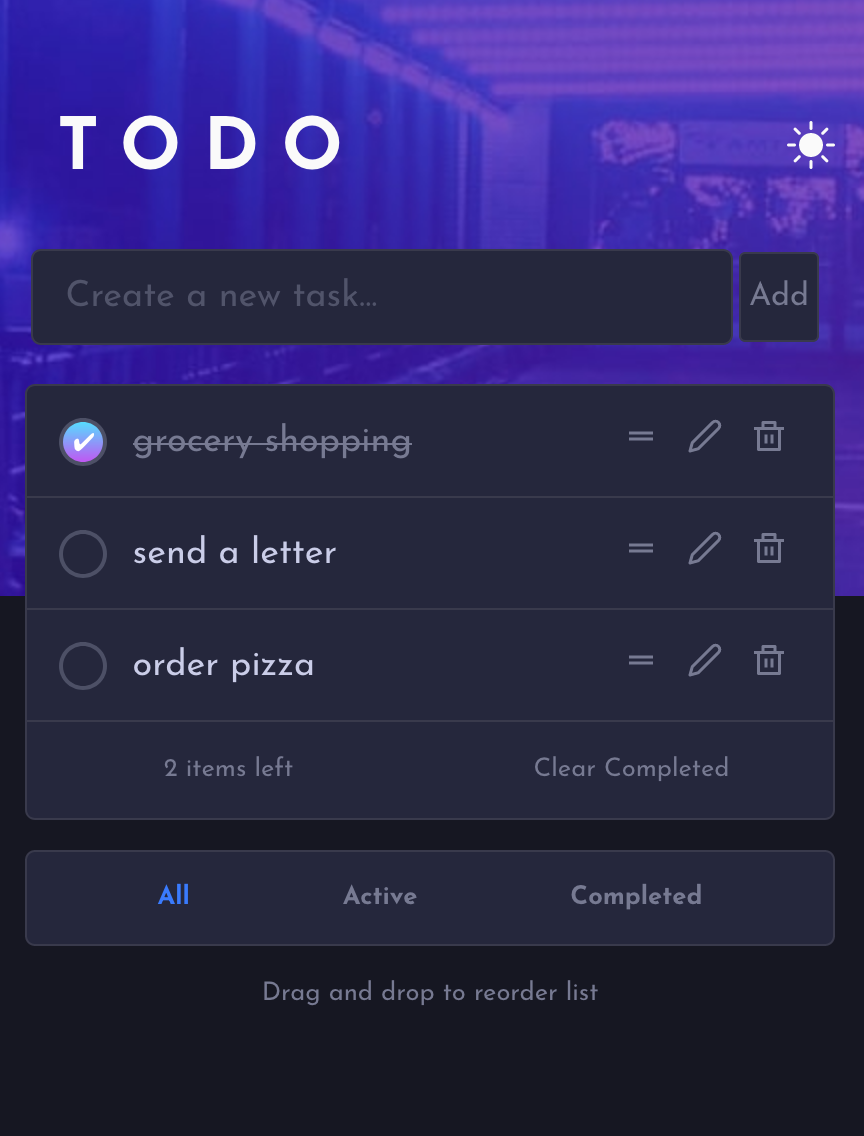 TODO
Create a new task...
Add
grocery shopping
send a letter
order pizza
2 items left
Clear Completed
All
Active
Completed
Drag and drop to reorder list